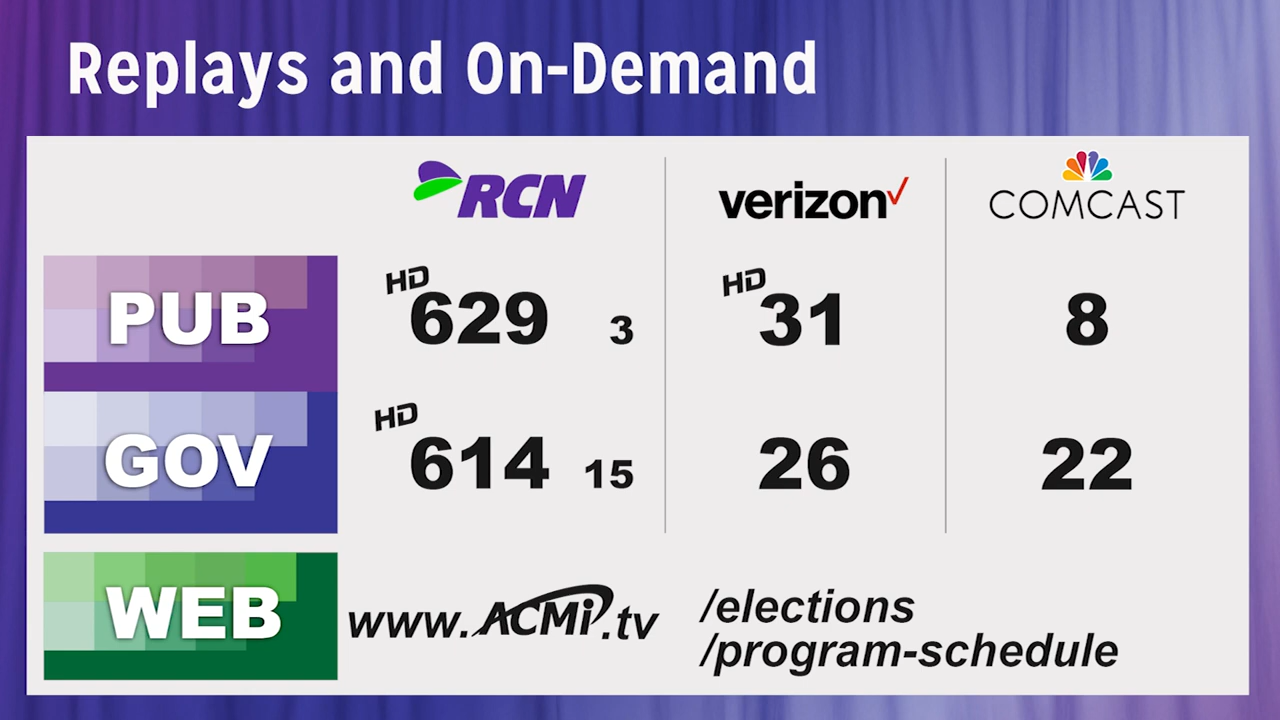 Replays and On-Demand
RCN verizon COMCAST
PUB HD 629 3 HD 31 8
GOV HD 614 15 26 22
WEB www.ACMi.tv /elections
/program-schedule